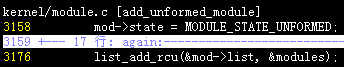 kernel/module.c [add_unformed_module]
3158 mod->state = MODULE_STATE_UNFORMED;
3159 +--- 17 行: again:---------------------------
3176 list_add_rcu(&mod->list, &modules);